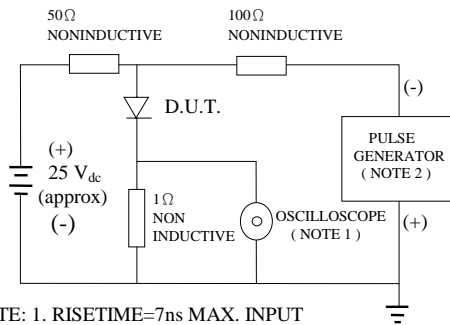 50Ω
NONINDUCTIVE
100Ω
NONINDUCTIVE
(-)
D.U.T.
PULSE
GENERATOR
( NOTE 2 )
(+)
25 Vdc
(approx)
(-)
1Ω
NON
INDUCTIVE
OSCILLOSCOPE
( NOTE 1 )
(+)
TE: 1. RISETIME=7ns MAX. INPUT